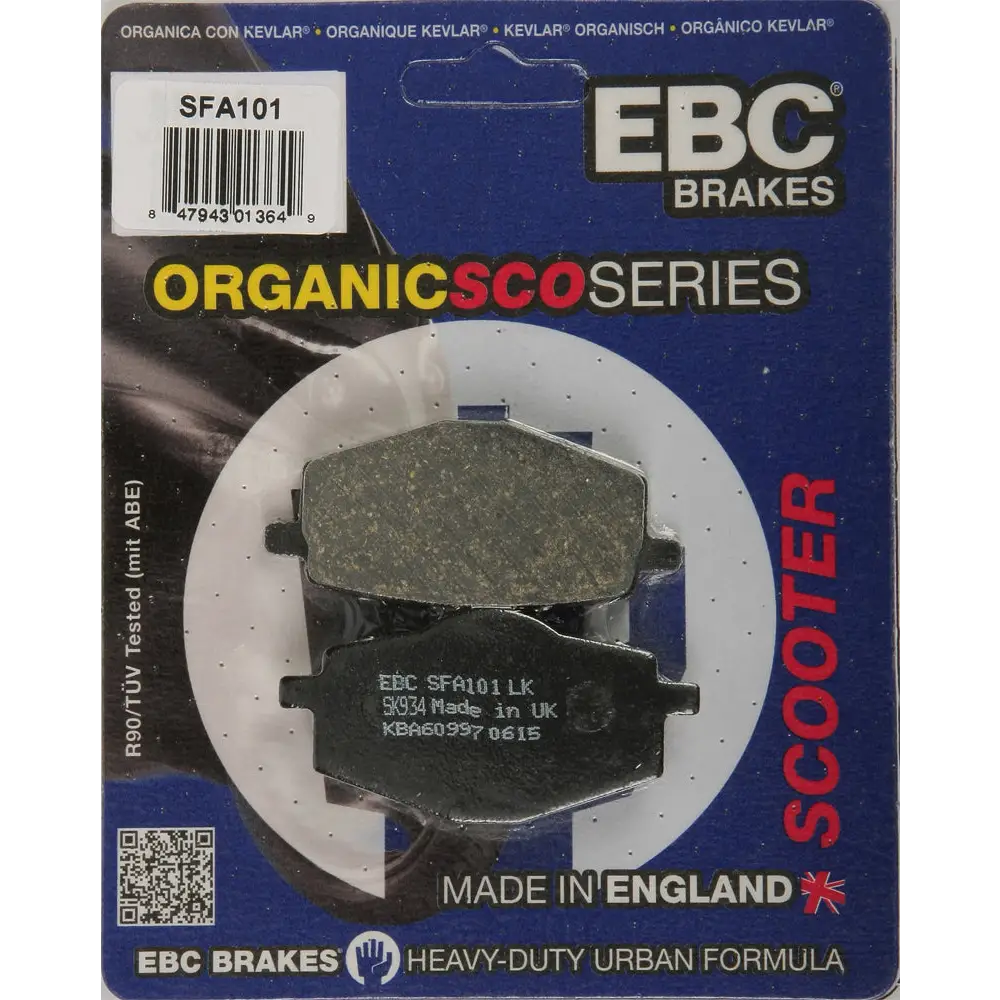 ORGANICA CON KEVLAR® • ORGANIQUE KEVLAR® • KEVLAR® ORGANISCH • ORGÂNICO KEVLAR®
SFA101
8 47943 01364 9
EBC®
BRAKES
ORGANICSCOSERIES
R90/TÜV Tested (mit ABE)
SCOOTER
EBC SFA101 LK
SK934 Made in UK
KBA60997 0615
MADE IN ENGLAND
EBC BRAKES HEAVY-DUTY URBAN FORMULA